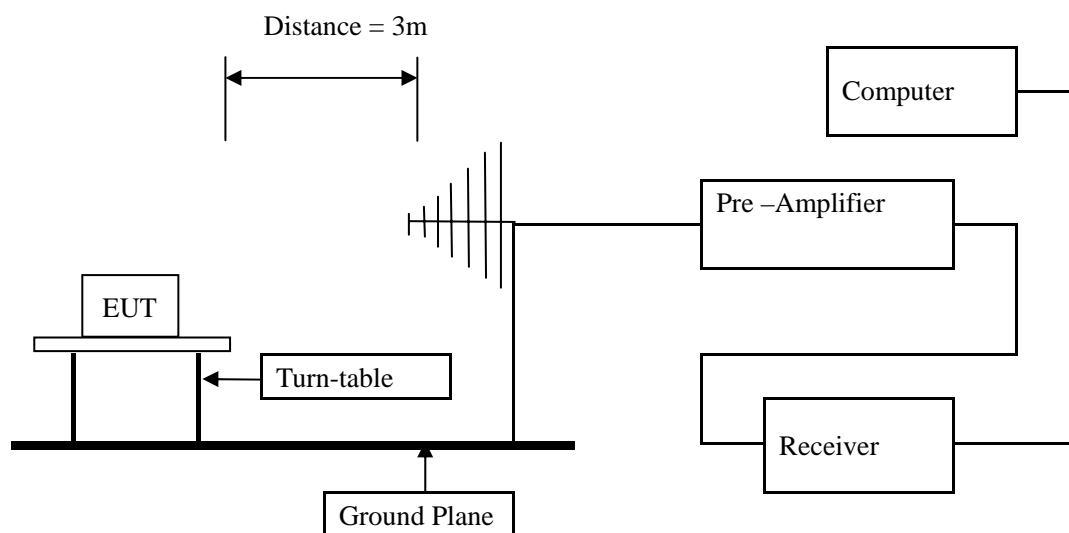 Distance = 3m
Computer
Pre –Amplifier
EUT
Turn-table
Receiver
Ground Plane